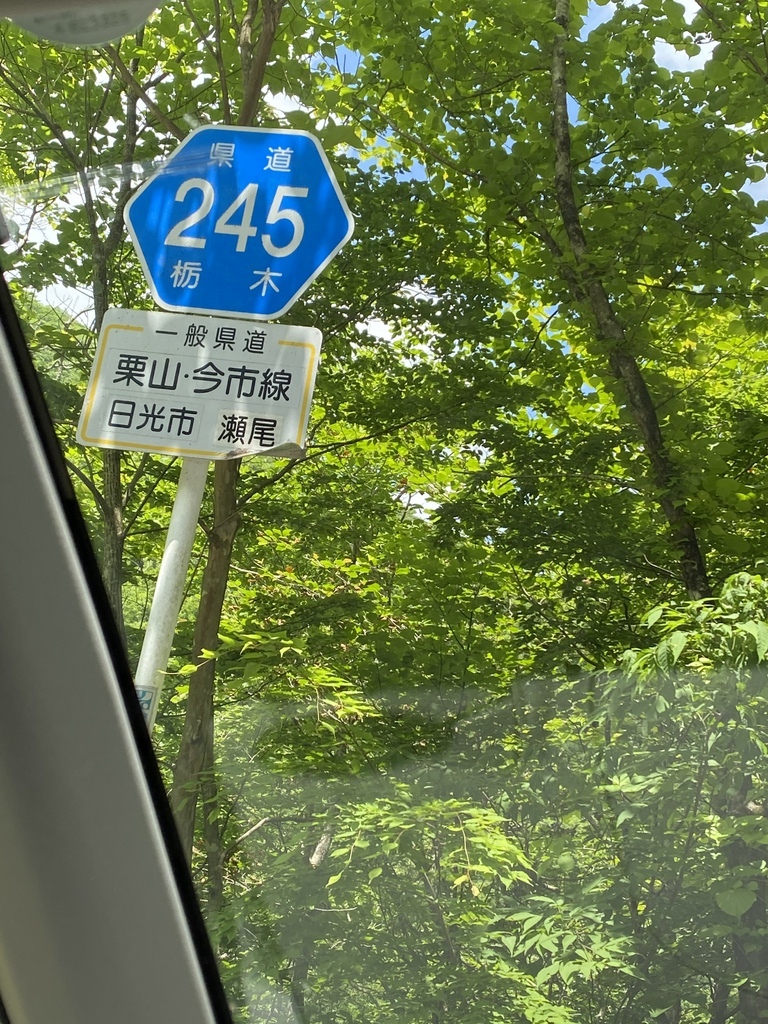 県道
245
栃木
一般県道
栗山・今市線
日光市 瀬尾